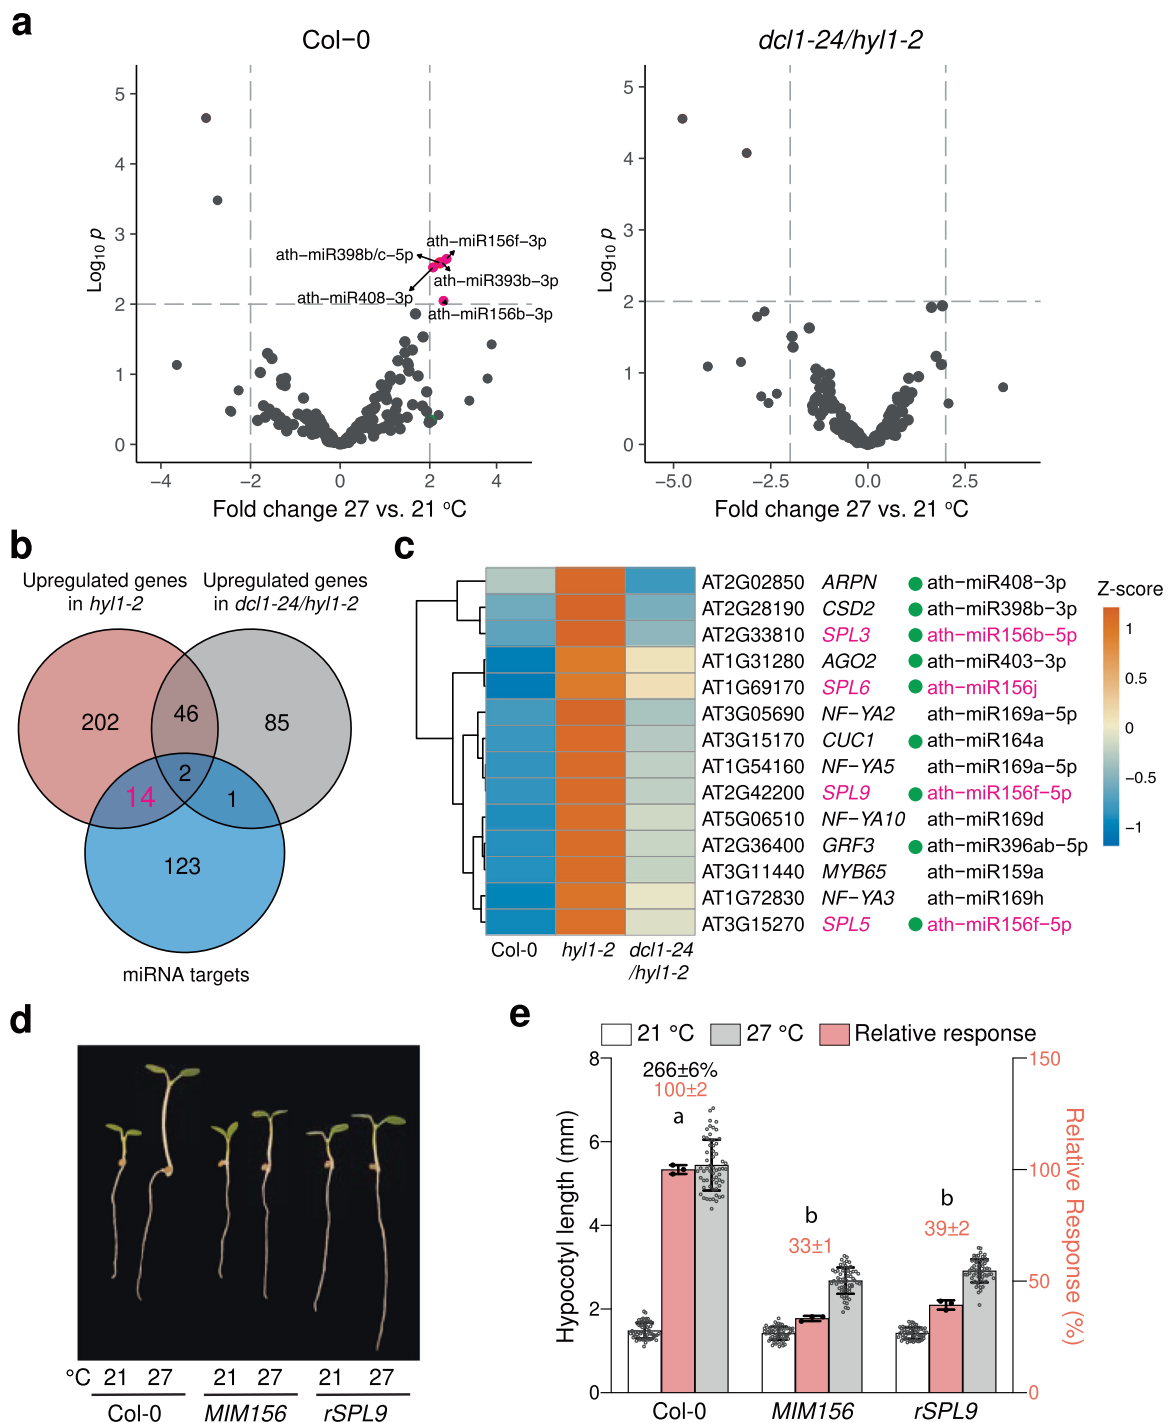 a
Col−0
dcl1-24/hyl1-2
Log10 p
5
4
3
2
1
0
ath−miR156f−3p
ath−miR398b/c−5p
ath−miR393b−3p
ath−miR408−3p
ath−miR156b−3p
−4
−2
0
2
4
Fold change 27 vs. 21 °C
Log10 p
5
4
3
2
1
0
−5.0
−2.5
0.0
2.5
Fold change 27 vs. 21 °C
b
Upregulated genes
in hyl1-2
Upregulated genes
in dcl1-24/hyl1-2
202
46
85
2
14
1
123
miRNA targets
c
AT2G02850 ARPN ath−miR408−3p
AT2G28190 CSD2 ath−miR398b−3p
AT2G33810 SPL3 ath−miR156b−5p
AT1G31280 AGO2 ath−miR403−3p
AT1G69170 SPL6 ath−miR156j
AT3G05690 NF−YA2 ath−miR169a−5p
AT3G15170 CUC1 ath−miR164a
AT1G54160 NF−YA5 ath−miR169a−5p
AT2G42200 SPL9 ath−miR156f−5p
AT5G06510 NF−YA10 ath−miR169d
AT2G36400 GRF3 ath−miR396ab−5p
AT3G11440 MYB65 ath−miR159a
AT1G72830 NF−YA3 ath−miR169h
AT3G15270 SPL5 ath−miR156f−5p
Col-0
hyl1-2
dcl1-24
/hyl1-2
Z−score
1
0.5
0
−0.5
−1
d
°C 21 27 21 27 21 27
Col-0 MIM156 rSPL9
e
21 °C 27 °C Relative response
Hypocotyl length (mm)
8
6
4
2
0
266±6%
100±2
a
b
33±1
b
39±2
150
100
50
0
Relative Response (%)
Col-0 MIM156 rSPL9